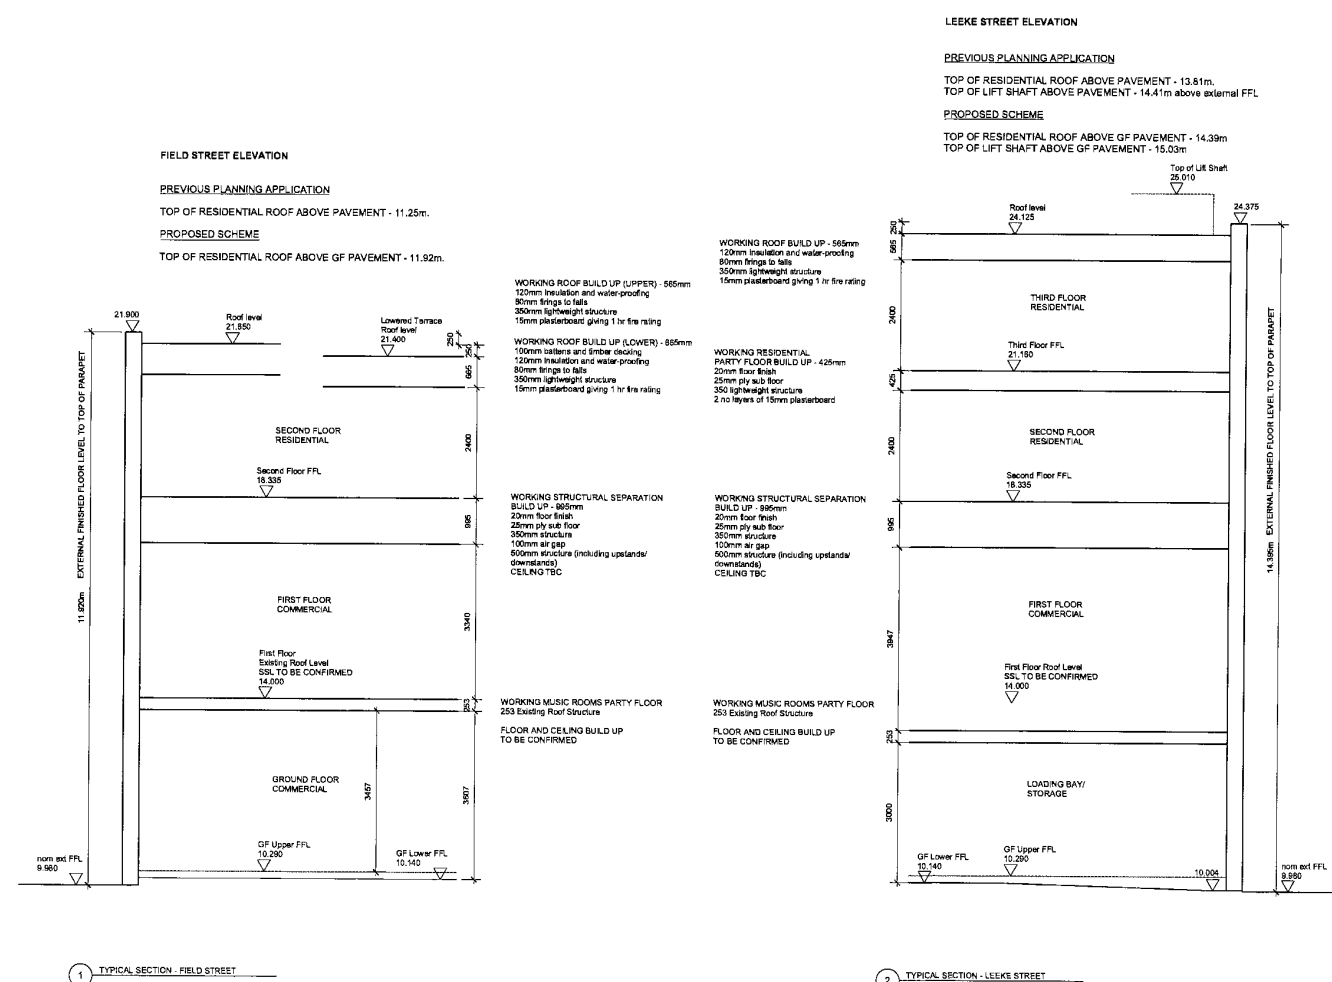 LEEKE STREET ELEVATION
PREVIOUS PLANNING APPLICATION
TOP OF RESIDENTIAL ROOF ABOVE PAVEMENT - 13.81m.
TOP OF LIFT SHAFT ABOVE PAVEMENT - 14.41m above external FFL
PROPOSED SCHEME
TOP OF RESIDENTIAL ROOF ABOVE GF PAVEMENT - 14.39m
TOP OF LIFT SHAFT ABOVE GF PAVEMENT - 15.03m
FIELD STREET ELEVATION
PREVIOUS PLANNING APPLICATION
TOP OF RESIDENTIAL ROOF ABOVE PAVEMENT - 11.25m.
PROPOSED SCHEME
TOP OF RESIDENTIAL ROOF ABOVE GF PAVEMENT - 11.92m.
21.900
Roof level
21.650
Lowered Terrace
Roof level
21.400
250
250
665
2400
995
3340
253
3607
3457
11.920m EXTERNAL FINISHED FLOOR LEVEL TO TOP OF PARAPET
SECOND FLOOR
RESIDENTIAL
Second Floor FFL
18.335
FIRST FLOOR
COMMERCIAL
First Floor
Existing Roof Level
SSL TO BE CONFIRMED
14.000
GROUND FLOOR
COMMERCIAL
GF Upper FFL
10.290
GF Lower FFL
10.140
nom ext FFL
9.980
WORKING ROOF BUILD UP (UPPER) - 565mm
120mm insulation and water-proofing
80mm firings to falls
350mm lightweight structure
15mm plasterboard giving 1 hr fire rating
WORKING ROOF BUILD UP (LOWER) - 665mm
100mm battens and timber decking
120mm insulation and water-proofing
80mm firings to falls
350mm lightweight structure
15mm plasterboard giving 1 hr fire rating
WORKING STRUCTURAL SEPARATION
BUILD UP - 995mm
20mm floor finish
25mm ply sub floor
350mm structure
100mm air gap
500mm structure (including upstands/
downstands)
CEILING TBC
WORKING MUSIC ROOMS PARTY FLOOR
253 Existing Roof Structure
FLOOR AND CEILING BUILD UP
TO BE CONFIRMED
WORKING ROOF BUILD UP - 565mm
120mm insulation and water-proofing
80mm firings to falls
350mm lightweight structure
15mm plasterboard giving 1 hr fire rating
WORKING RESIDENTIAL
PARTY FLOOR BUILD UP - 425mm
20mm floor finish
25mm ply sub floor
350 lightweight structure
2 no layers of 15mm plasterboard
WORKING STRUCTURAL SEPARATION
BUILD UP - 995mm
20mm floor finish
25mm ply sub floor
350mm structure
100mm air gap
500mm structure (including upstands/
downstands)
CEILING TBC
WORKING MUSIC ROOMS PARTY FLOOR
253 Existing Roof Structure
FLOOR AND CEILING BUILD UP
TO BE CONFIRMED
Top of Lift Shaft
25.010
24.375
Roof level
24.125
250
565
2400
425
2400
995
3947
253
3000
THIRD FLOOR
RESIDENTIAL
Third Floor FFL
21.160
SECOND FLOOR
RESIDENTIAL
Second Floor FFL
18.335
FIRST FLOOR
COMMERCIAL
First Floor Roof Level
SSL TO BE CONFIRMED
14.000
LOADING BAY/
STORAGE
GF Lower FFL
10.140
GF Upper FFL
10.290
10.004
nom ext FFL
9.980
14.395m EXTERNAL FINISHED FLOOR LEVEL TO TOP OF PARAPET
1 TYPICAL SECTION - FIELD STREET
2 TYPICAL SECTION - LEEKE STREET